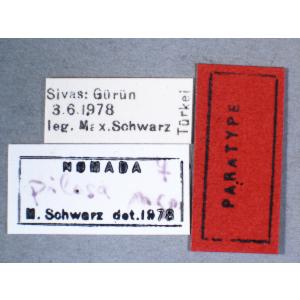 Sivas: Gürün
3.6.1978
leg. Max.Schwarz
Türkei
NOMADA
pilosa
M. Schwarz det.1978
PARATYPE